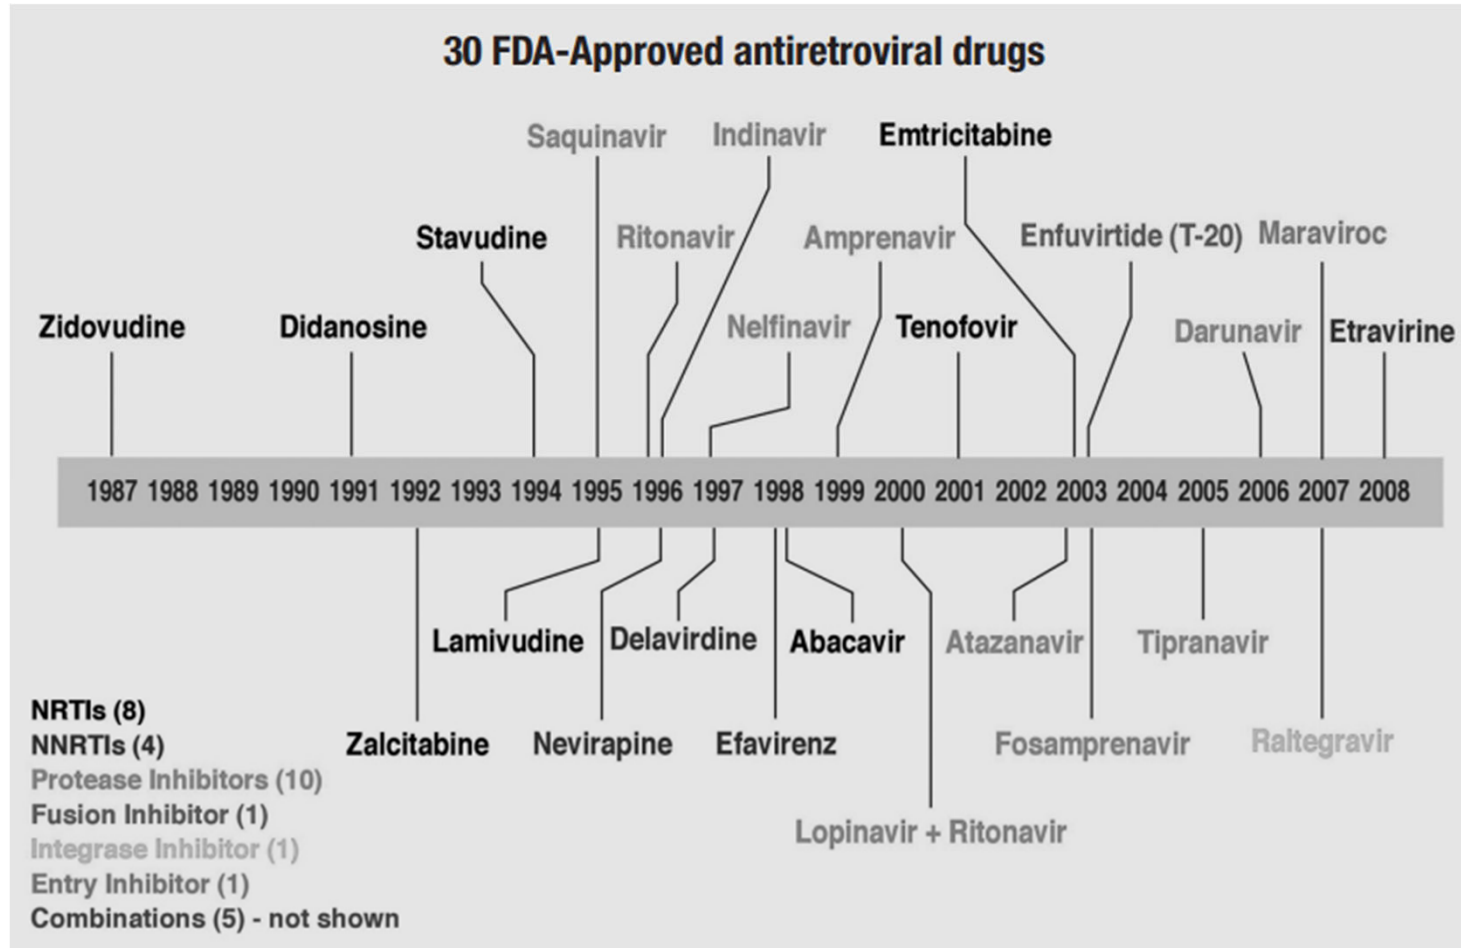 30 FDA-Approved antiretroviral drugs
Saquinavir Indinavir Emtricitabine
Stavudine Ritonavir Amprenavir Enfuvirtide (T-20) Maraviroc
Zidovudine Didanosine Nelfinavir Tenofovir Darunavir Etravirine
1987 1988 1989 1990 1991 1992 1993 1994 1995 1996 1997 1998 1999 2000 2001 2002 2003 2004 2005 2006 2007 2008
Lamivudine Delavirdine Abacavir Atazanavir Tipranavir
Zalcitabine Nevirapine Efavirenz Fosamprenavir Raltegravir
Lopinavir + Ritonavir
NRTIs (8)
NNRTIs (4)
Protease Inhibitors (10)
Fusion Inhibitor (1)
Integrase Inhibitor (1)
Entry Inhibitor (1)
Combinations (5) - not shown